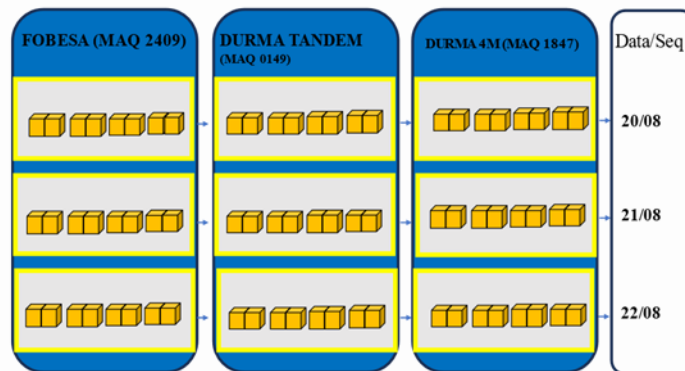 FOBESA (MAQ 2409)
DURMA TANDEM
(MAQ 0149)
DURMA 4M (MAQ 1847)
Data/Seq
20/08
21/08
22/08